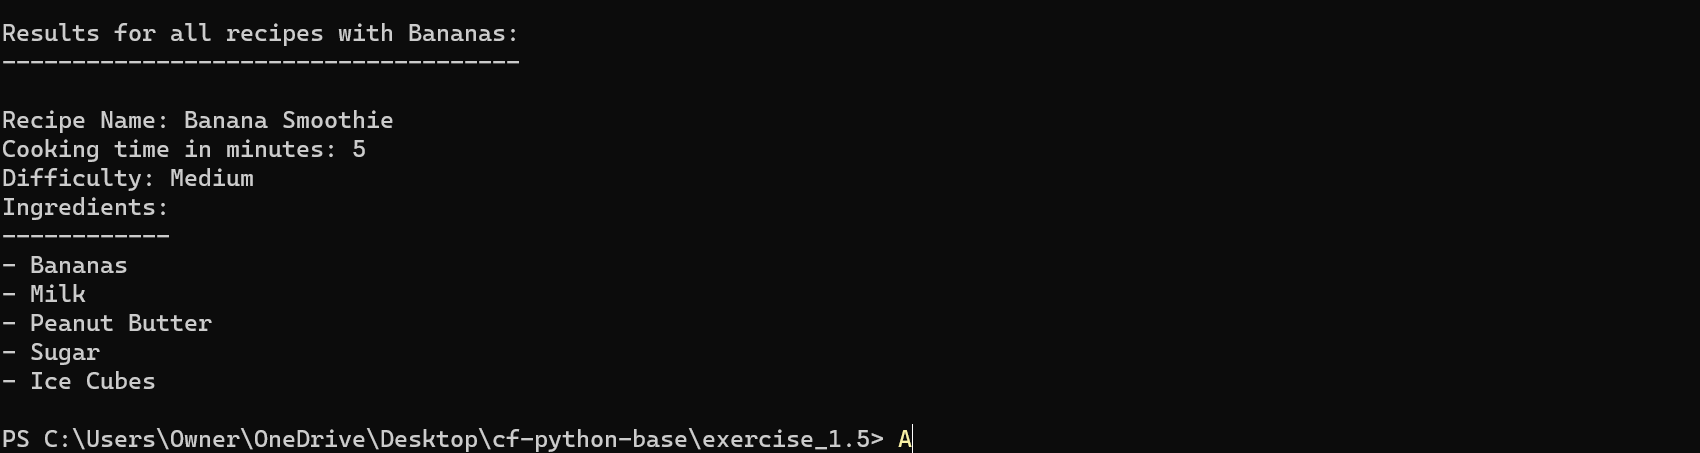 Results for all recipes with Bananas:
-------------------------------------
Recipe Name: Banana Smoothie
Cooking time in minutes: 5
Difficulty: Medium
Ingredients:
------------
- Bananas
- Milk
- Peanut Butter
- Sugar
- Ice Cubes
PS C:\Users\Owner\OneDrive\Desktop\cf-python-base\exercise_1.5> A